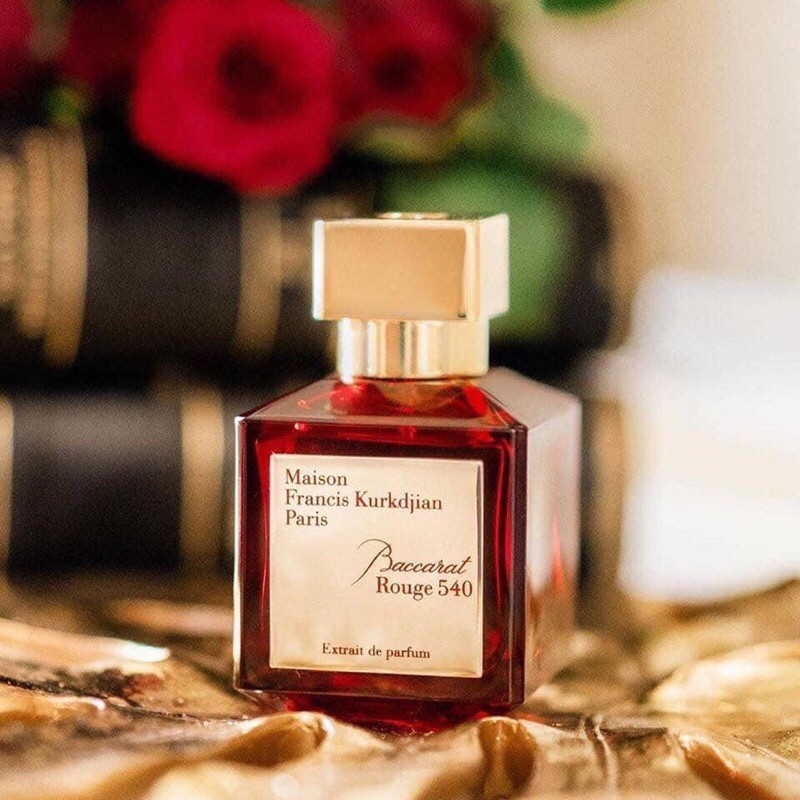 Maison
Francis Kurkdjian
Paris
Baccarat
Rouge 540
Extrait de parfum